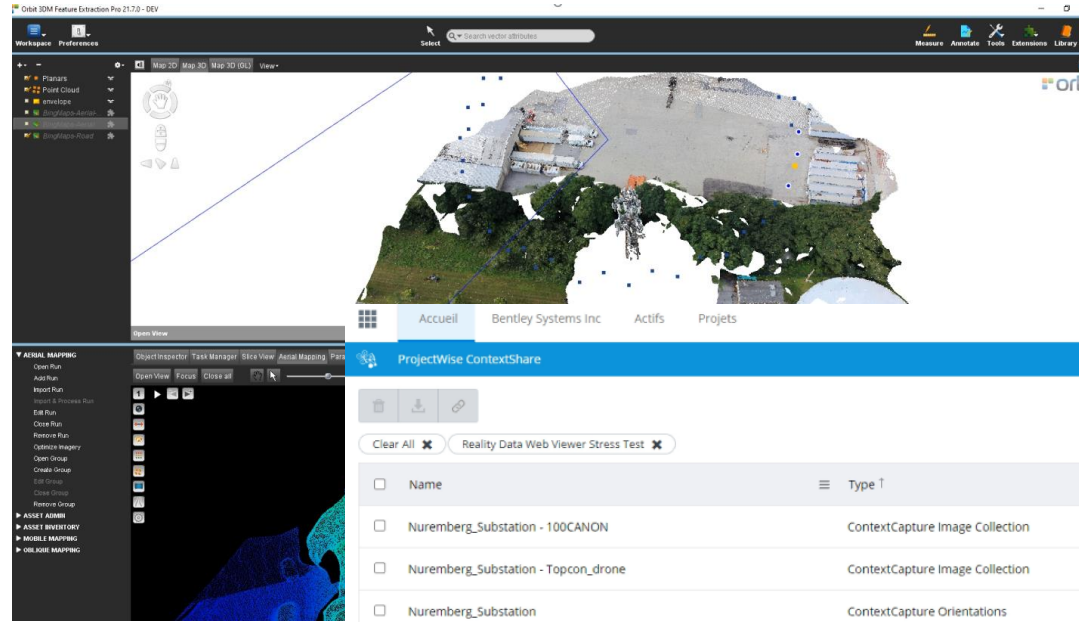 Orbit 3DM Feature Extraction Pro 21.7.0 - DEV
Workspace Preferences
Select
Search vector attributes
Measure Annotate Tools Extensions Library
Map 2D Map 3D Map 3D (GL) View
Planars
Point Cloud
envelope
BingMaps-Road
Open View
AERIAL MAPPING
Open Run
Add Run
Import Run
Import & Process Run
Edit Run
Close Run
Remove Run
Optimize Imagery
Open Group
Create Group
Edit Group
Close Group
Remove Group
ASSET ADMIN
ASSET INVENTORY
MOBILE MAPPING
OBLIQUE MAPPING
Object Inspector Task Manager Slice View Aerial Mapping Para
Open View Focus Close all
1
Accueil Bentley Systems Inc Actifs Projets
ProjectWise ContextShare
Clear All ✖ Reality Data Web Viewer Stress Test ✖
Name Type ↑
Nuremberg_Substation - 100CANON ContextCapture Image Collection
Nuremberg_Substation - Topcon_drone ContextCapture Image Collection
Nuremberg_Substation ContextCapture Orientations